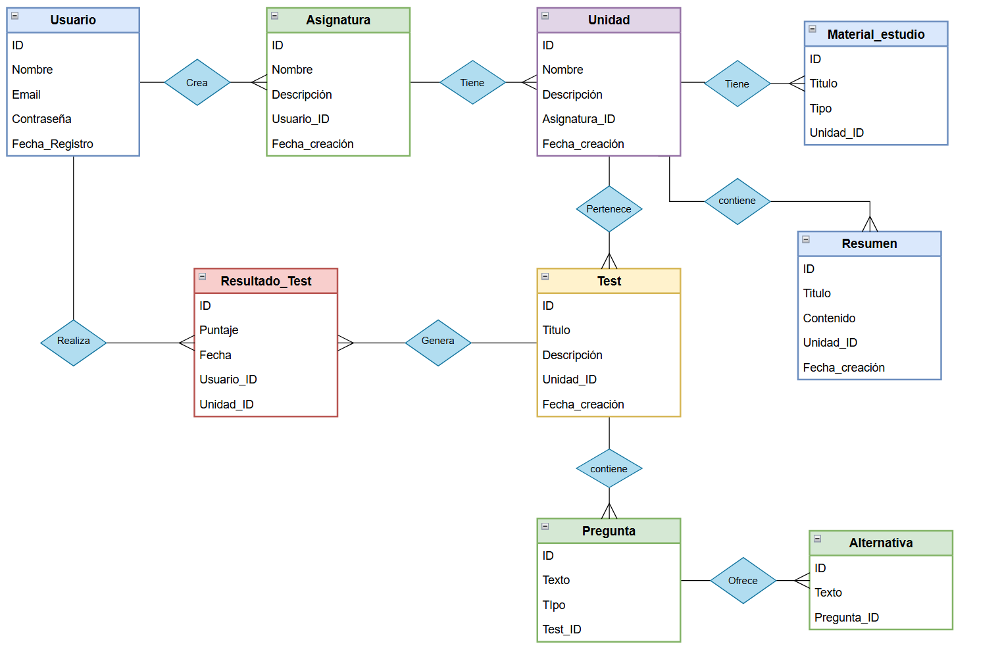 Usuario
ID
Nombre
Email
Contraseña
Fecha_Registro
Crea
Asignatura
ID
Nombre
Descripción
Usuario_ID
Fecha_creación
Tiene
Unidad
ID
Nombre
Descripción
Asignatura_ID
Fecha_creación
Tiene
Material_estudio
ID
Titulo
Tipo
Unidad_ID
Pertenece
contiene
Resumen
ID
Titulo
Contenido
Unidad_ID
Fecha_creación
Realiza
Resultado_Test
ID
Puntaje
Fecha
Usuario_ID
Unidad_ID
Genera
Test
ID
Titulo
Descripción
Unidad_ID
Fecha_creación
contiene
Pregunta
ID
Texto
TIpo
Test_ID
Ofrece
Alternativa
ID
Texto
Pregunta_ID